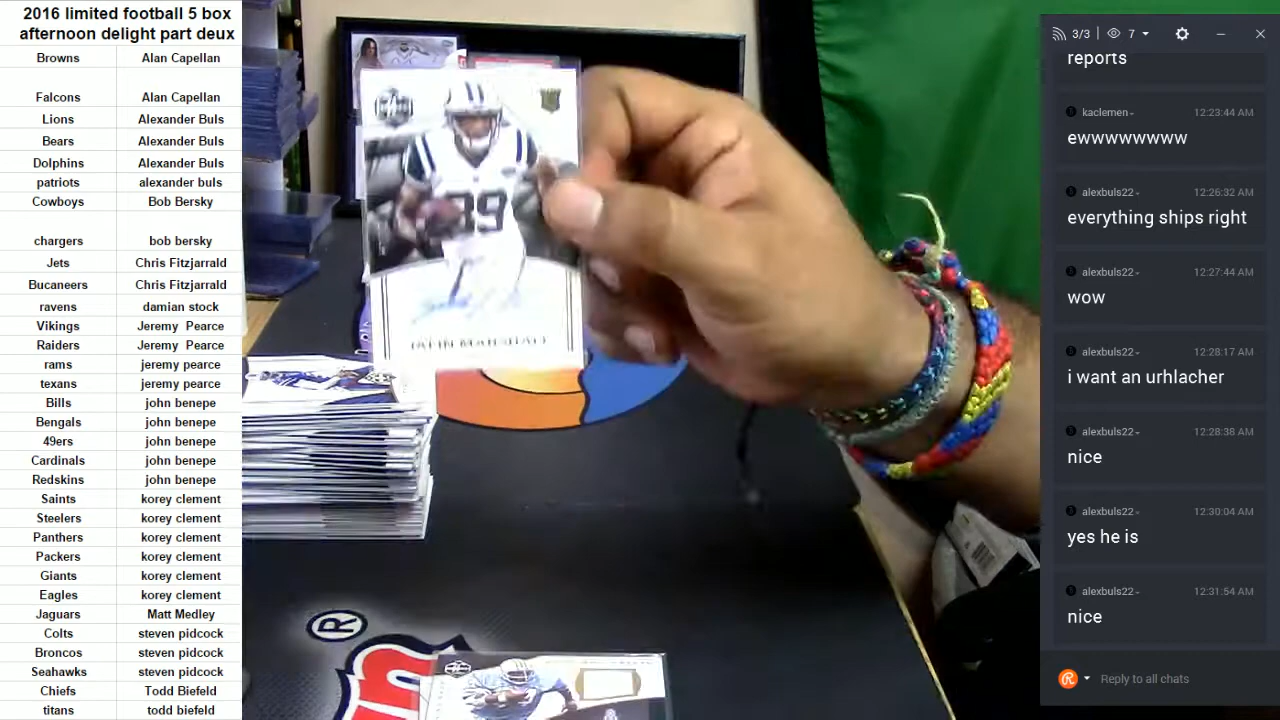 2016 limited football 5 box
afternoon delight part deux
Browns Alan Capellan
Falcons Alan Capellan
Lions Alexander Buls
Bears Alexander Buls
Dolphins Alexander Buls
patriots alexander buls
Cowboys Bob Bersky
chargers bob bersky
Jets Chris Fitzjarrald
Bucaneers Chris Fitzjarrald
ravens damian stock
Vikings Jeremy Pearce
Raiders Jeremy Pearce
rams jeremy pearce
texans jeremy pearce
Bills john benepe
Bengals john benepe
49ers john benepe
Cardinals john benepe
Redskins john benepe
Saints korey clement
Steelers korey clement
Panthers korey clement
Packers korey clement
Giants korey clement
Eagles korey clement
Jaguars Matt Medley
Colts steven pidcock
Broncos steven pidcock
Seahawks steven pidcock
Chiefs Todd Biefeld
titans todd biefeld
89
JALIN MARSHALL
®
3/3 7
reports
kaclemen 12:23:44 AM
ewwwwwwww
alexbuls22 12:26:32 AM
everything ships right
alexbuls22 12:27:44 AM
wow
alexbuls22 12:28:17 AM
i want an urhlacher
alexbuls22 12:28:38 AM
nice
alexbuls22 12:30:04 AM
yes he is
alexbuls22 12:31:54 AM
nice
Reply to all chats